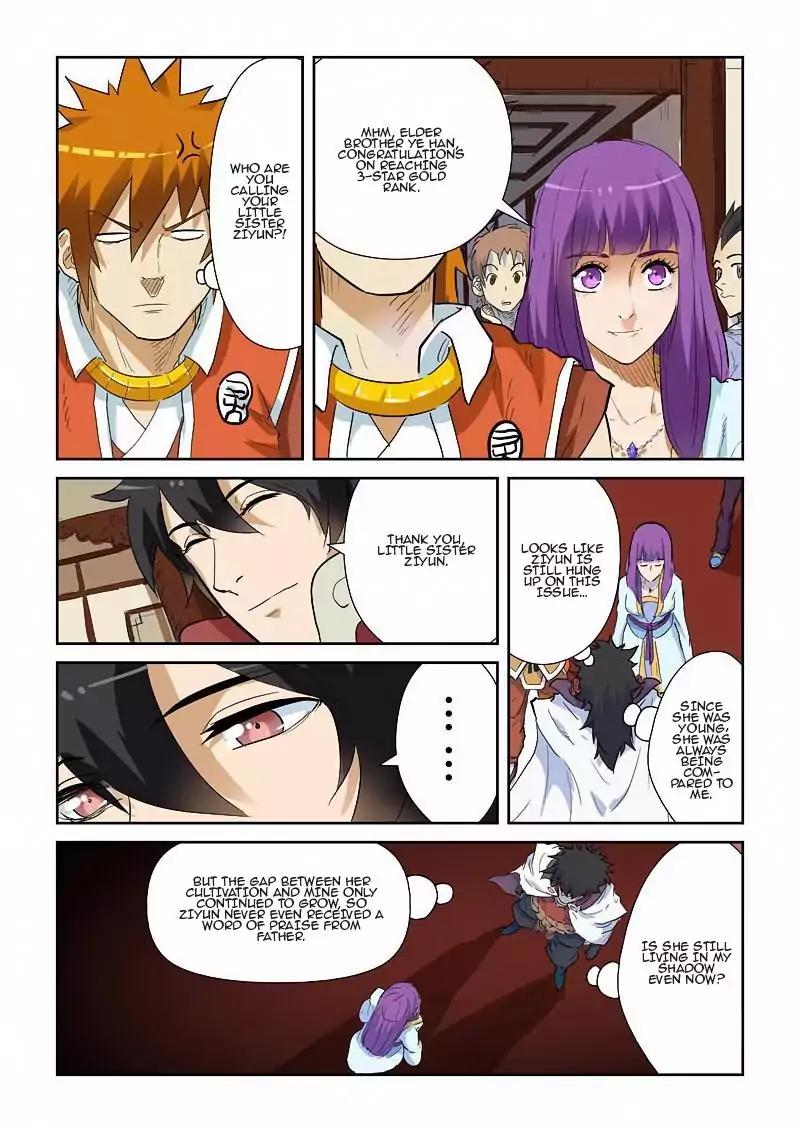 WHO ARE
YOU
CALLING
YOUR
LITTLE
SISTER
ZIYUN?!
MHM, ELDER
BROTHER YE HAN,
CONGRATULATIONS
ON REACHING
3-STAR GOLD
RANK.
THANK YOU,
LITTLE SISTER
ZIYUN.
LOOKS LIKE
ZIYUN IS
STILL HUNG
UP ON THIS
ISSUE...
SINCE
SHE WAS
YOUNG,
SHE WAS
ALWAYS
BEING
COM-
PARED TO
ME.
BUT THE GAP BETWEEN HER
CULTIVATION AND MINE ONLY
CONTINUED TO GROW, SO
ZIYUN NEVER EVEN RECEIVED A
WORD OF PRAISE FROM
FATHER.
IS SHE STILL
LIVING IN MY
SHADOW
EVEN NOW?